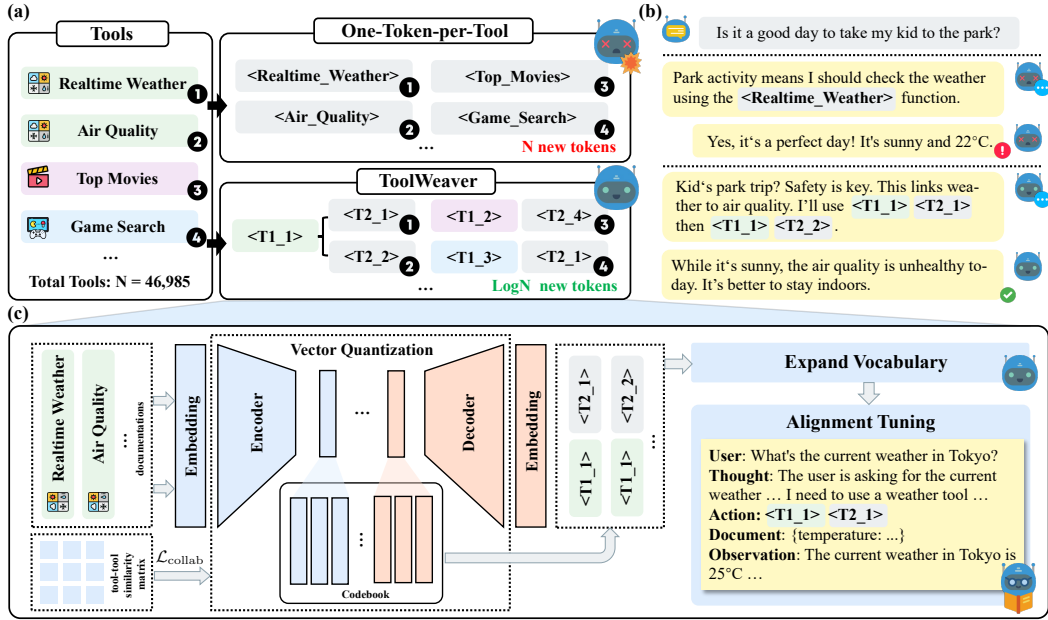 (a)
Tools
Realtime Weather
1
Air Quality
2
Top Movies
3
Game Search
4
...
Total Tools: N = 46,985
One-Token-per-Tool
<Realtime_Weather>
1
<Top_Movies>
3
<Air_Quality>
2
<Game_Search>
4
...
N new tokens
ToolWeaver
<T1_1>
<T2_1>
1
<T1_2>
<T2_4>
3
<T2_2>
2
<T1_3>
<T2_1>
4
...
LogN new tokens
(b)
Is it a good day to take my kid to the park?
Park activity means I should check the weather
using the <Realtime_Weather> function.
Yes, it‘s a perfect day! It's sunny and 22°C.
Kid‘s park trip? Safety is key. This links wea-
ther to air quality. I’ll use <T1_1> <T2_1>
then <T1_1> <T2_2> .
While it‘s sunny, the air quality is unhealthy to-
day. It’s better to stay indoors.
(c)
Realtime Weather
Air Quality
...
documentations
tool-tool
similarity
matrix
L_collab
Embedding
Vector Quantization
Encoder
...
Decoder
...
Codebook
Embedding
<T1_1> <T2_1>
<T1_1> <T2_2>
...
Expand Vocabulary
Alignment Tuning
User: What's the current weather in Tokyo?
Thought: The user is asking for the current
weather … I need to use a weather tool …
Action: <T1_1> <T2_1>
Document: {temperature: ...}
Observation: The current weather in Tokyo is
25°C …